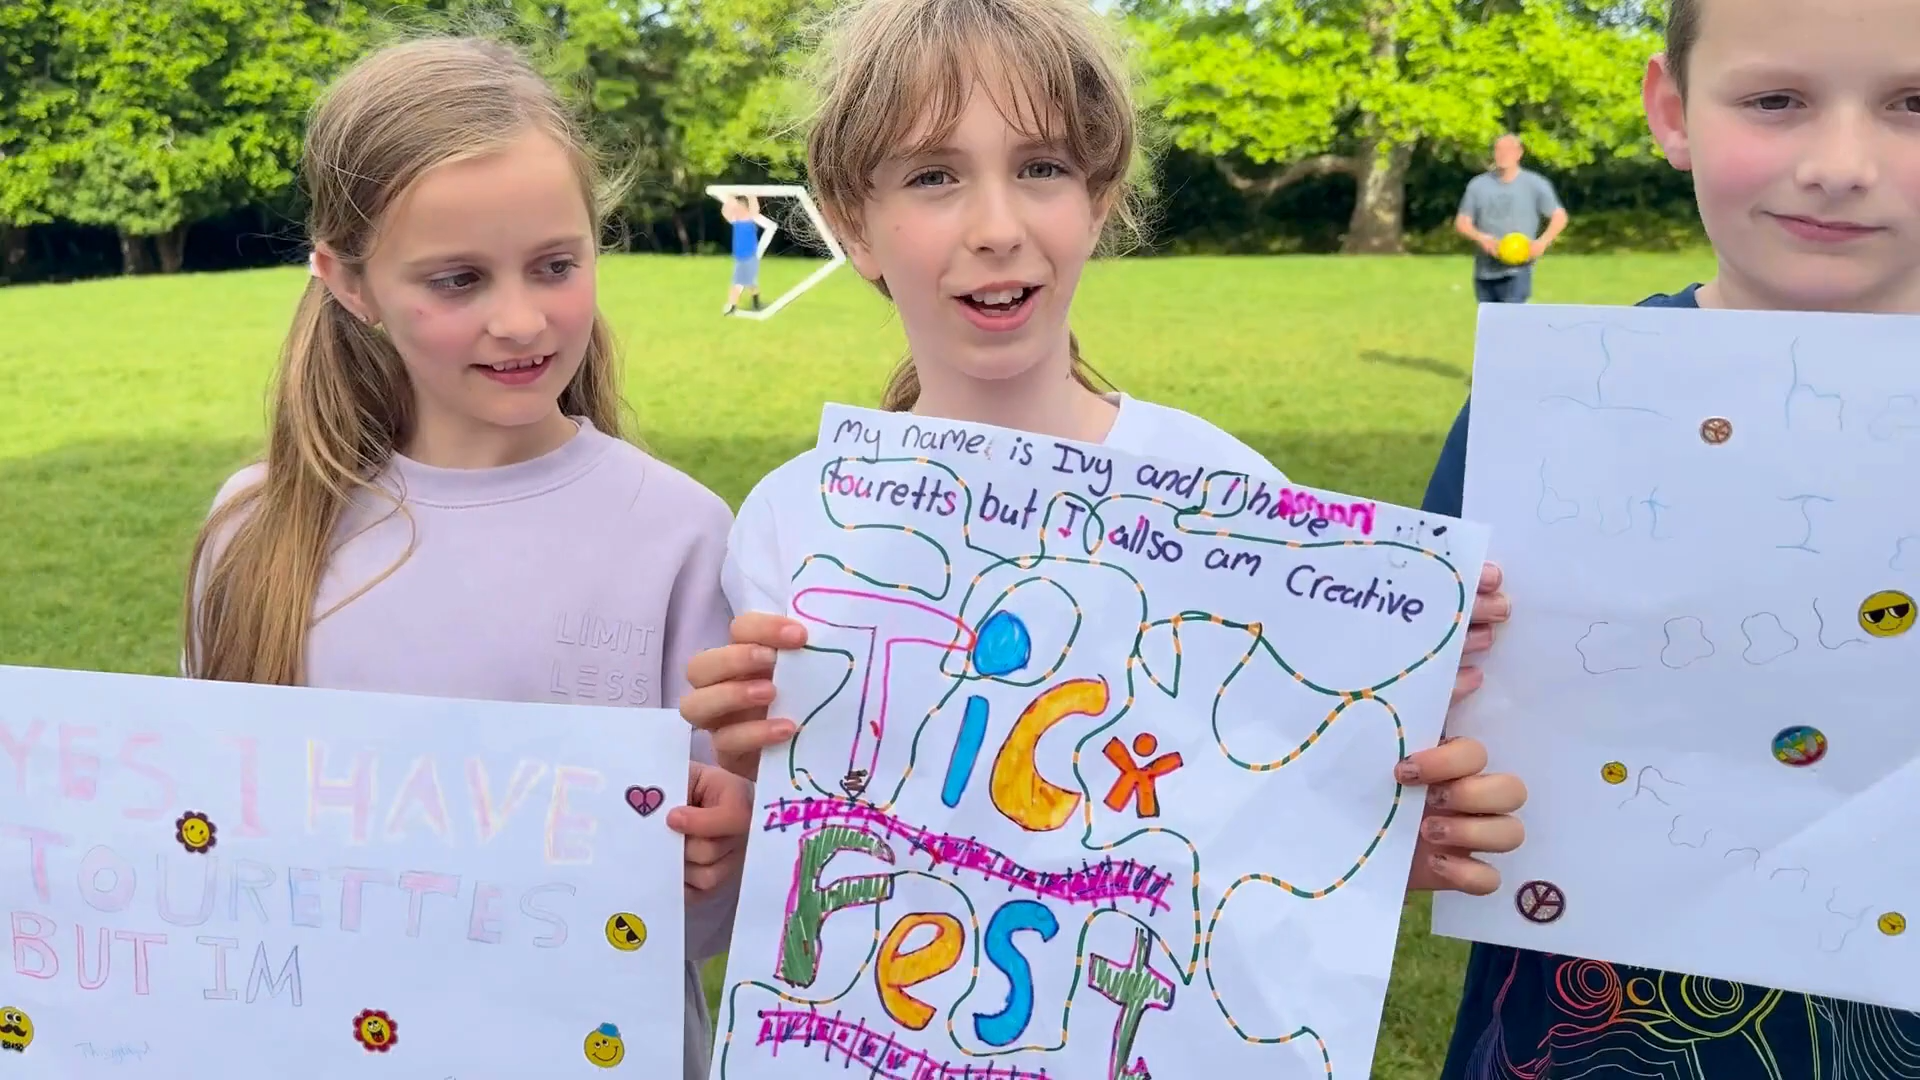 My name is Ivy and I have
touretts but I allso am Creative
TiC
Fest
YES I HAVE
TOURETTES
BUT IM
LIMIT
LESS
I ha
but I a
COOL